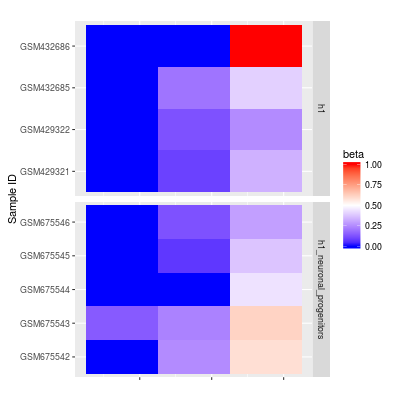 GSM432686
GSM432685
GSM429322
GSM429321
h1
GSM675546
GSM675545
GSM675544
GSM675543
GSM675542
h1_neuronal_progenitors
Sample ID
beta
1.00
0.75
0.50
0.25
0.00